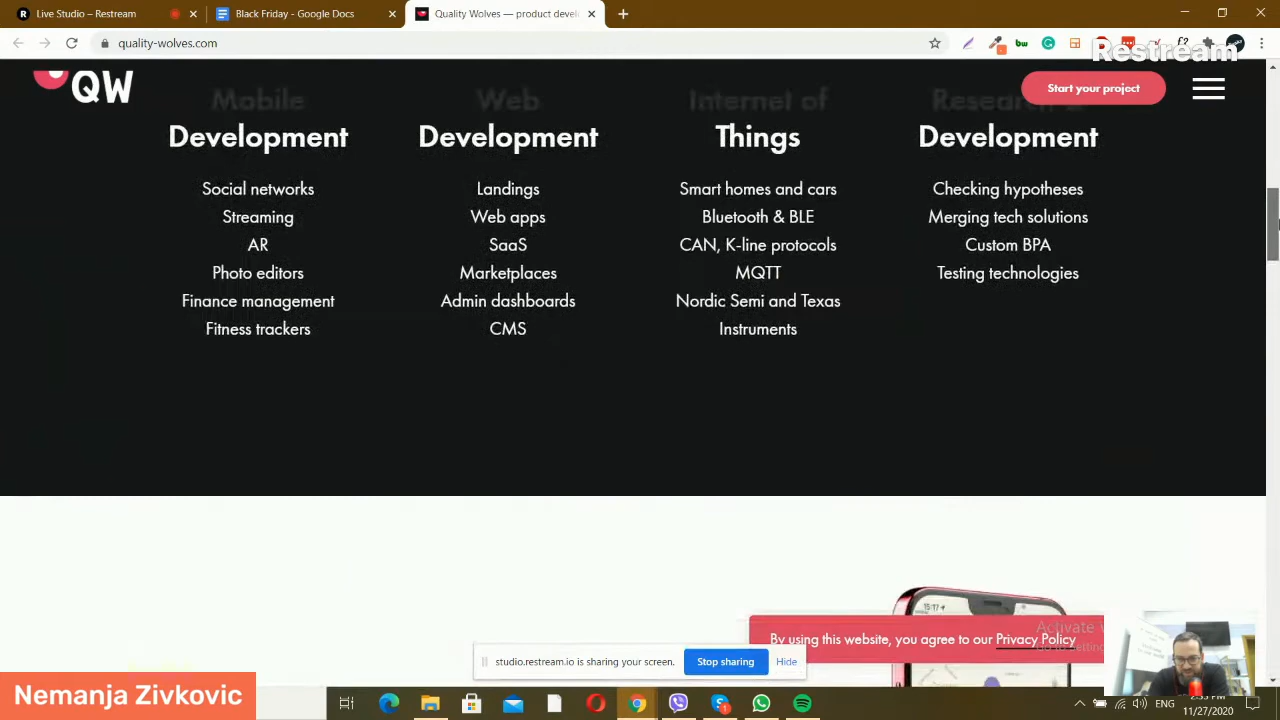 Live Studio – Restream
Black Friday - Google Docs
Quality Wolves — product devel
quality-wolves.com
Restream
QW
Start your project
Mobile
Development
Social networks
Streaming
AR
Photo editors
Finance management
Fitness trackers
Web
Development
Landings
Web apps
SaaS
Marketplaces
Admin dashboards
CMS
Internet of
Things
Smart homes and cars
Bluetooth & BLE
CAN, K-line protocols
MQTT
Nordic Semi and Texas
Instruments
Research &
Development
Checking hypotheses
Merging tech solutions
Custom BPA
Testing technologies
15:17
By using this website, you agree to our Privacy Policy
Activate
studio.restream.io is sharing your screen.
Stop sharing
Hide
Nemanja Zivkovic
ENG
11/27/2020